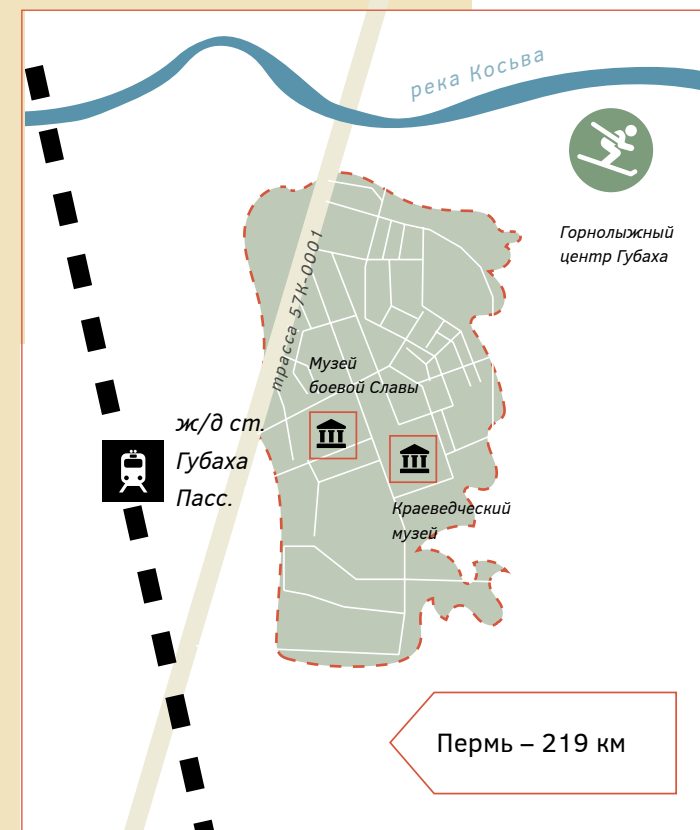 река Косьва
Горнолыжный
центр Губаха
трасса 57К-0001
Музей
боевой Славы
ж/д ст.
Губаха
Пасс.
Краеведческий
музей
Пермь – 219 км